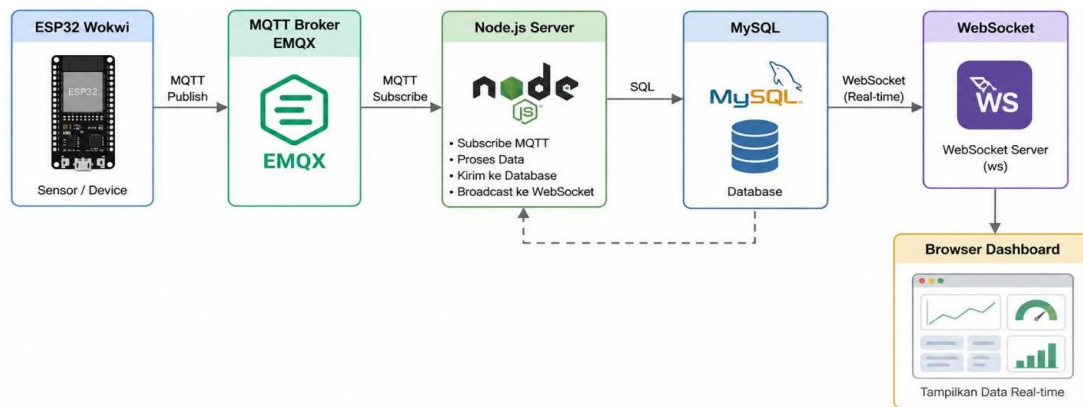 ESP32 Wokwi
ESP32
Sensor / Device
MQTT
Publish
MQTT Broker
EMQX
EMQX
MQTT
Subscribe
Node.js Server
node
JS
• Subscribe MQTT
• Proses Data
• Kirim ke Database
• Broadcast ke WebSocket
SQL
MySQL
MySQL
Database
WebSocket
(Real-time)
WebSocket
WS
WebSocket Server
(ws)
Browser Dashboard
Tampilkan Data Real-time